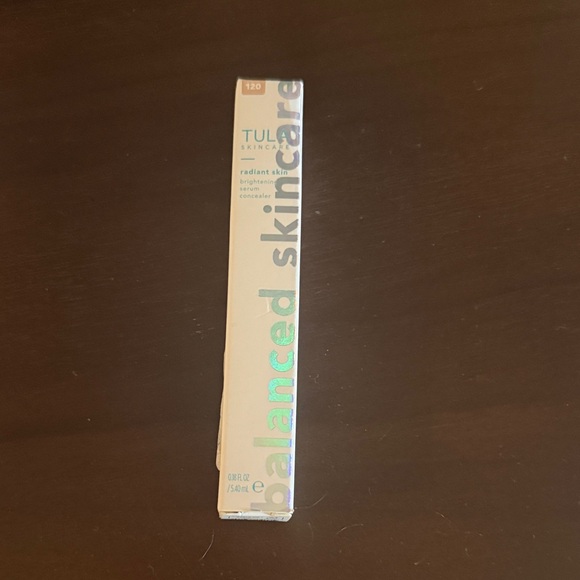 120
TULA
SKINCARE
radiant skin
brightening
serum
concealer
balanced skincare
0.18 FL OZ
/ 5.40 mL e